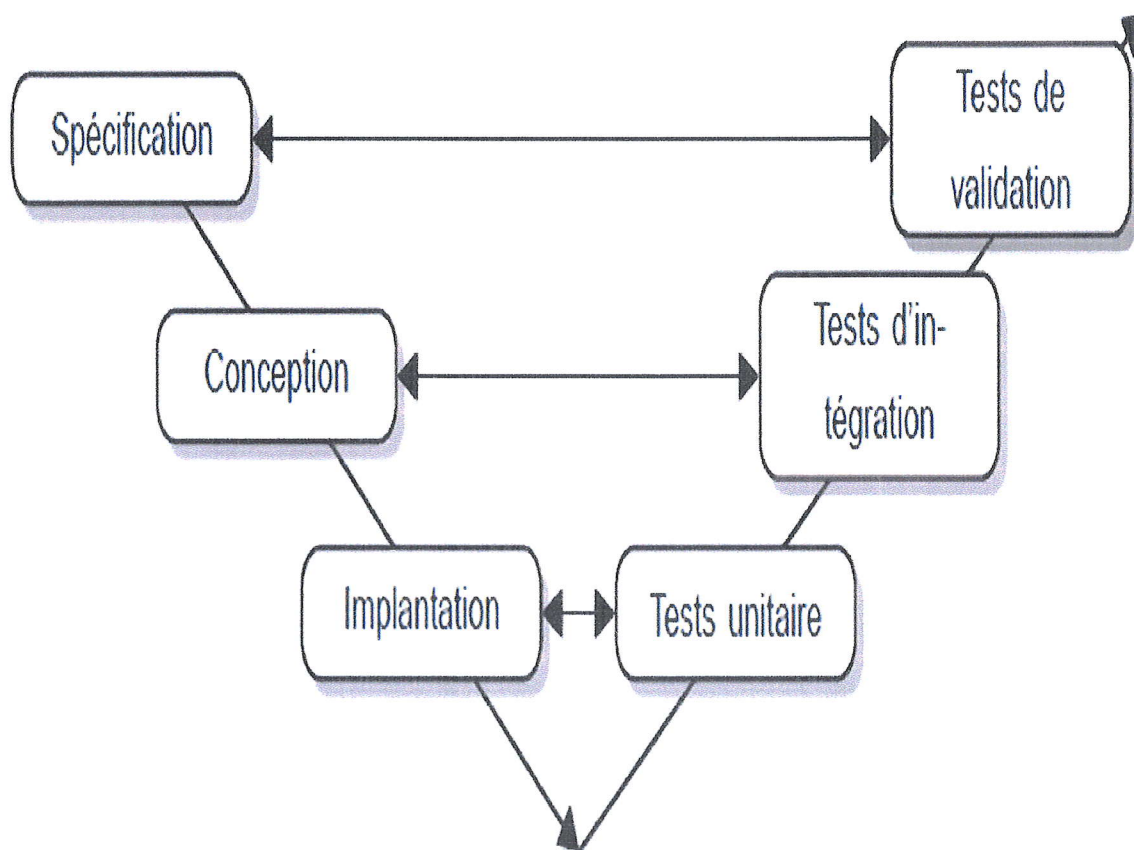 Spécification
Tests de
validation
Conception
Tests d'in-
tégration
Implantation
Tests unitaire